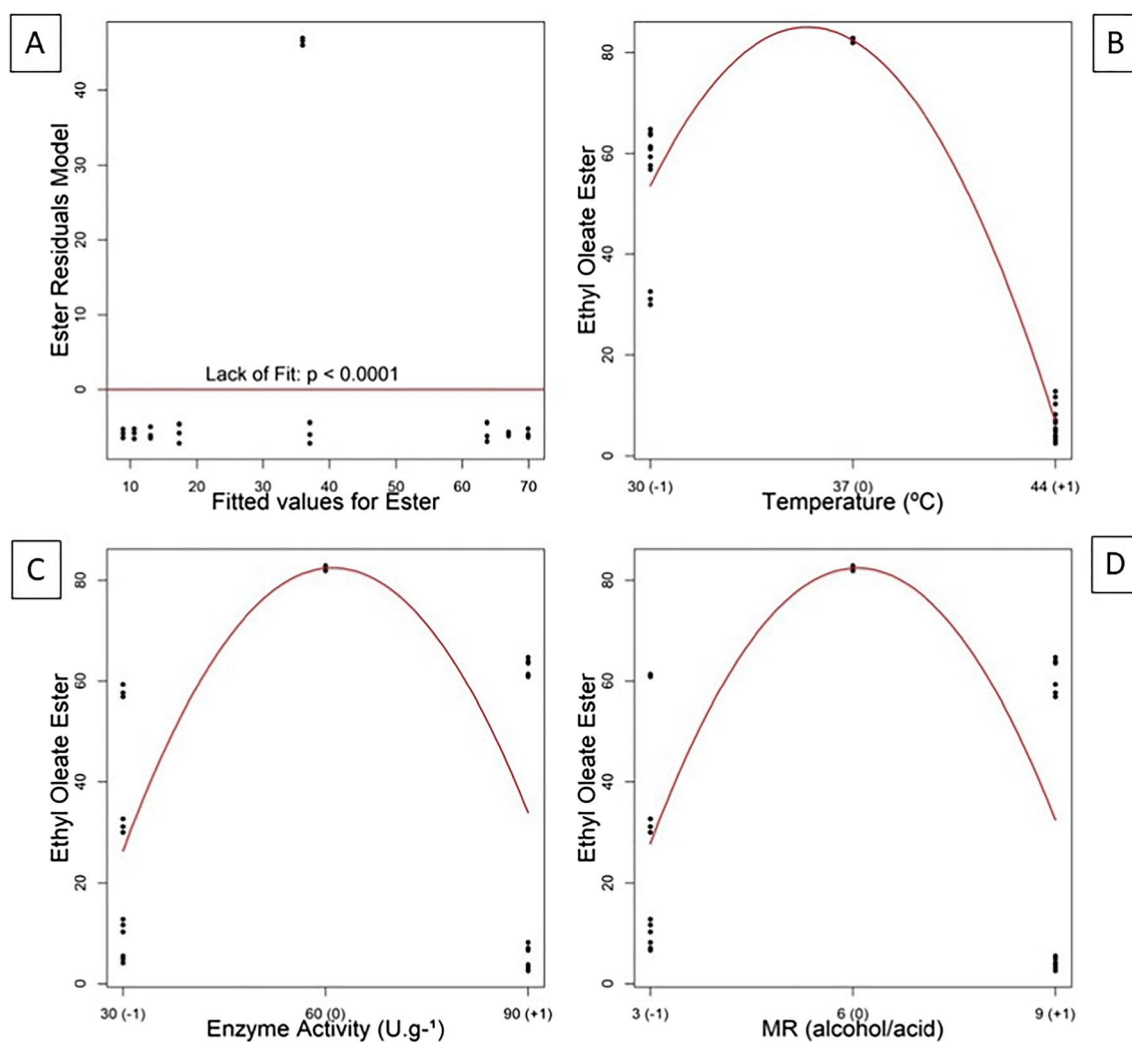 A
Ester Residuals Model
40
30
20
10
0
Lack of Fit: p < 0.0001
10 20 30 40 50 60 70
Fitted values for Ester
B
Ethyl Oleate Ester
80
60
40
20
0
30 (-1) 37 (0) 44 (+1)
Temperature (ºC)
C
Ethyl Oleate Ester
80
60
40
20
0
30 (-1) 60 (0) 90 (+1)
Enzyme Activity (U.g-¹)
D
Ethyl Oleate Ester
80
60
40
20
0
3 (-1) 6 (0) 9 (+1)
MR (alcohol/acid)